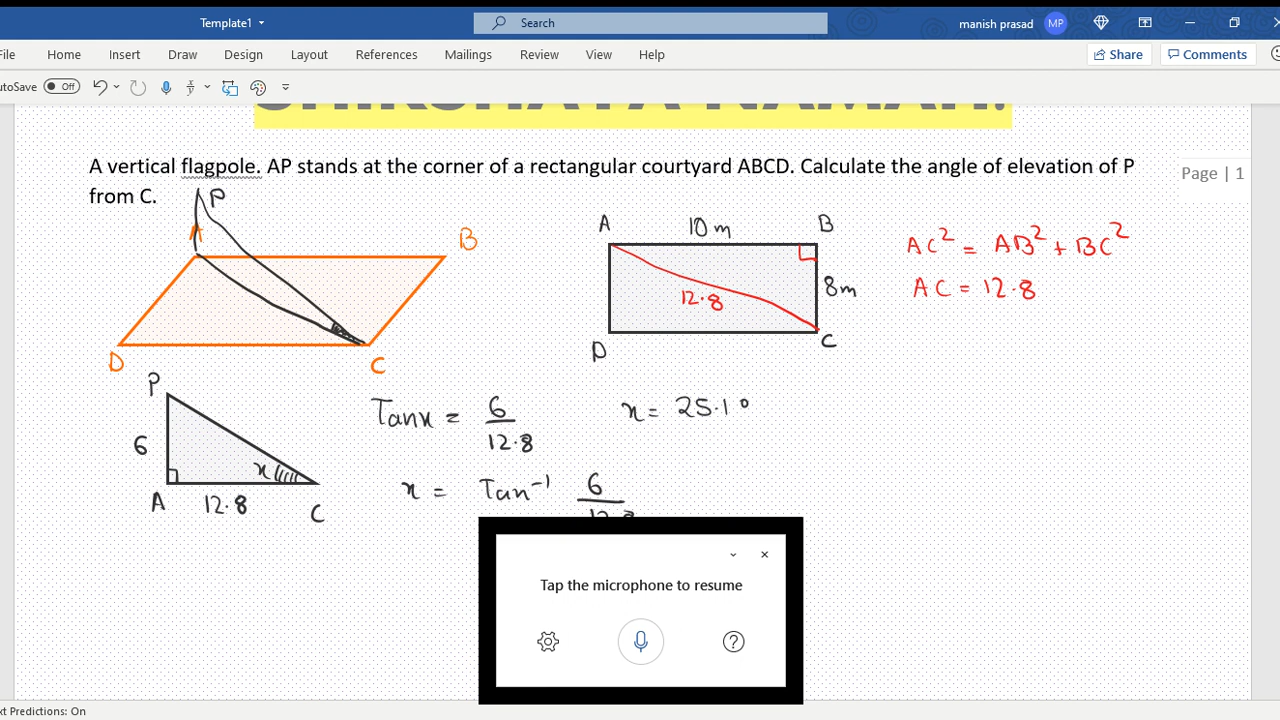 Template1
Search
manish prasad
MP
File Home Insert Draw Design Layout References Mailings Review View Help
Share Comments
AutoSave Off
A vertical flagpole. AP stands at the corner of a rectangular courtyard ABCD. Calculate the angle of elevation of P
from C.
Page | 1
P
A
B
D
C
A 10 m B
8m
12.8
D
C
AC² = AB² + BC²
AC = 12.8
P
6
x
A 12.8 C
Tanx = 6/12.8
x = 25.1°
x = Tan⁻¹ 6/12.8
Tap the microphone to resume
xt Predictions: On